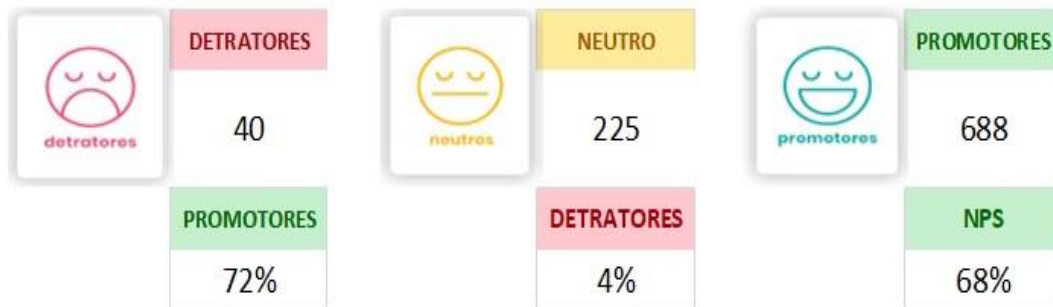 DETRATORES
40
detratores
NEUTRO
225
neutros
PROMOTORES
688
promotores
PROMOTORES
72%
DETRATORES
4%
NPS
68%